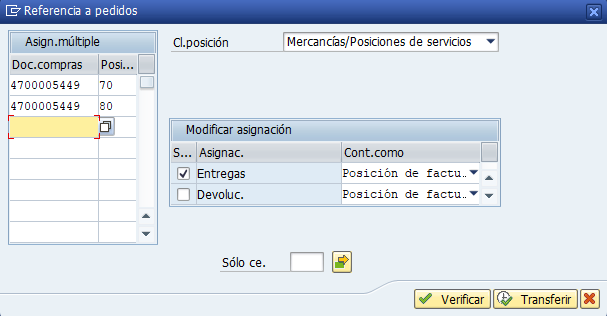 Referencia a pedidos
Asign.múltiple
Cl.posición Mercancías/Posiciones de servicios
Doc.compras Posi...
4700005449 70
4700005449 80
Modificar asignación
S... Asignac. Cont.como
Entregas Posición de factu..
Devoluc. Posición de factu..
Sólo ce.
Verificar Transferir